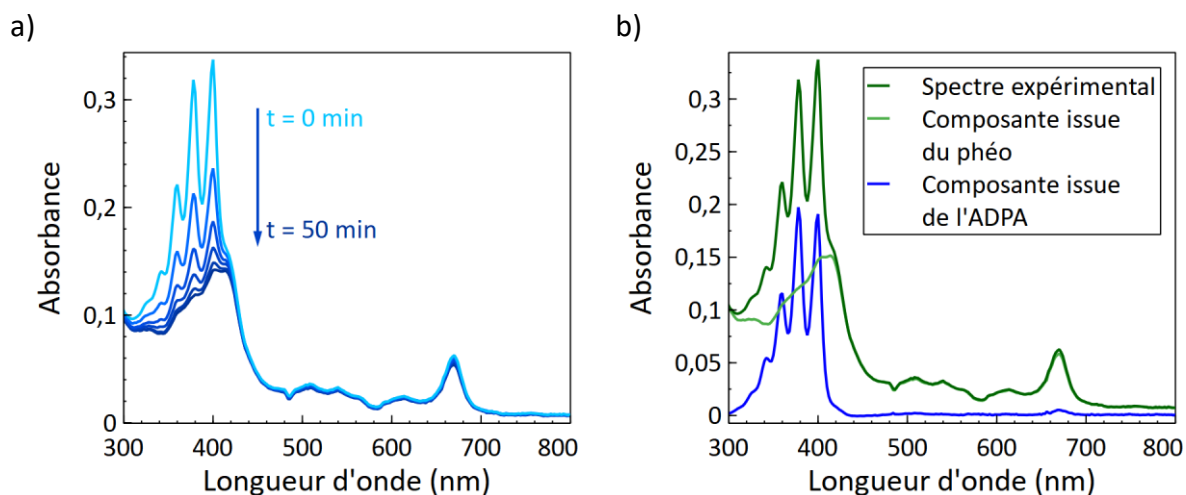 a)
0,3
0,2
0,1
0
300 400 500 600 700 800
Absorbance
Longueur d'onde (nm)
t = 0 min
t = 50 min
b)
0,35
0,3
0,25
0,2
0,15
0,1
0,05
0
300 400 500 600 700 800
Absorbance
Longueur d'onde (nm)
Spectre expérimental
Composante issue
du phéo
Composante issue
de l'ADPA